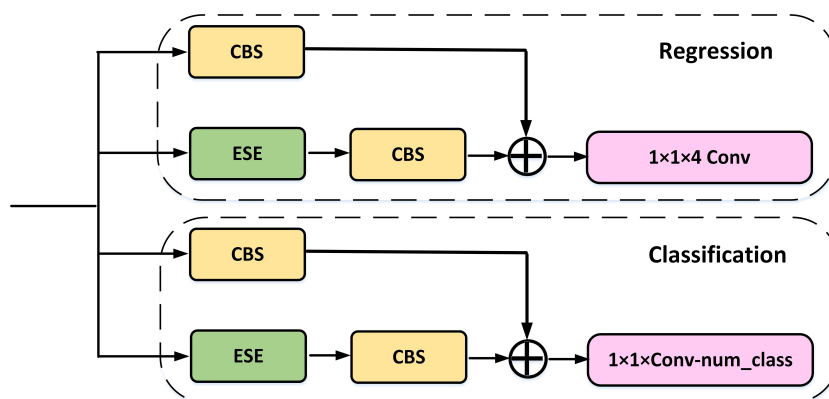 CBS
Regression
ESE
CBS
1×1×4 Conv
CBS
Classification
ESE
CBS
1×1×Conv-num_class